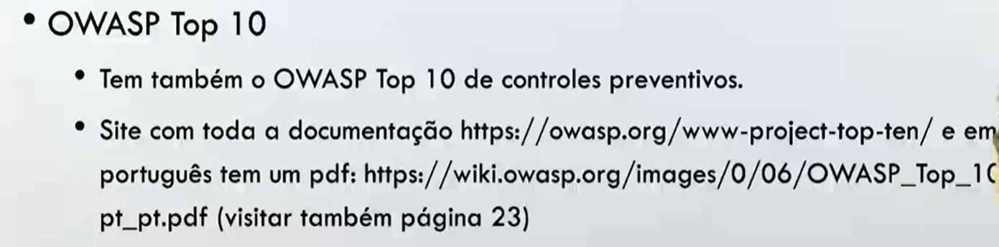 • OWASP Top 10
• Tem também o OWASP Top 10 de controles preventivos.
• Site com toda a documentação https://owasp.org/www-project-top-ten/ e em
português tem um pdf: https://wiki.owasp.org/images/0/06/OWASP_Top_10
pt_pt.pdf (visitar também página 23)